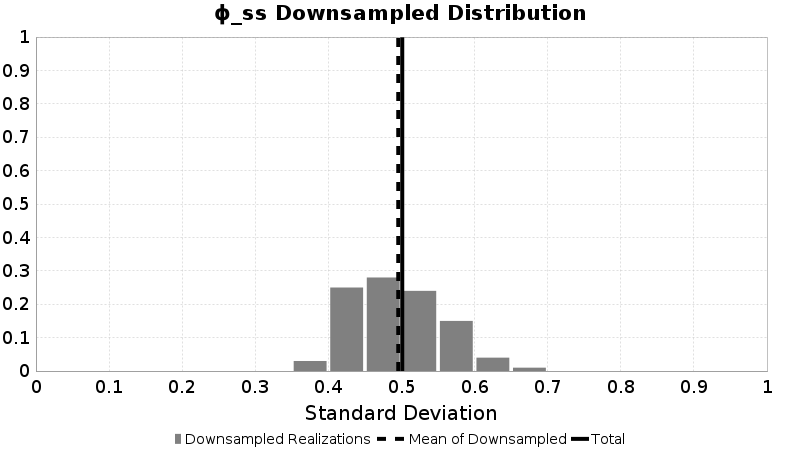 ϕ_ss Downsampled Distribution
1
0.9
0.8
0.7
0.6
0.5
0.4
0.3
0.2
0.1
0
0 0.1 0.2 0.3 0.4 0.5 0.6 0.7 0.8 0.9 1
Standard Deviation
Downsampled Realizations Mean of Downsampled Total